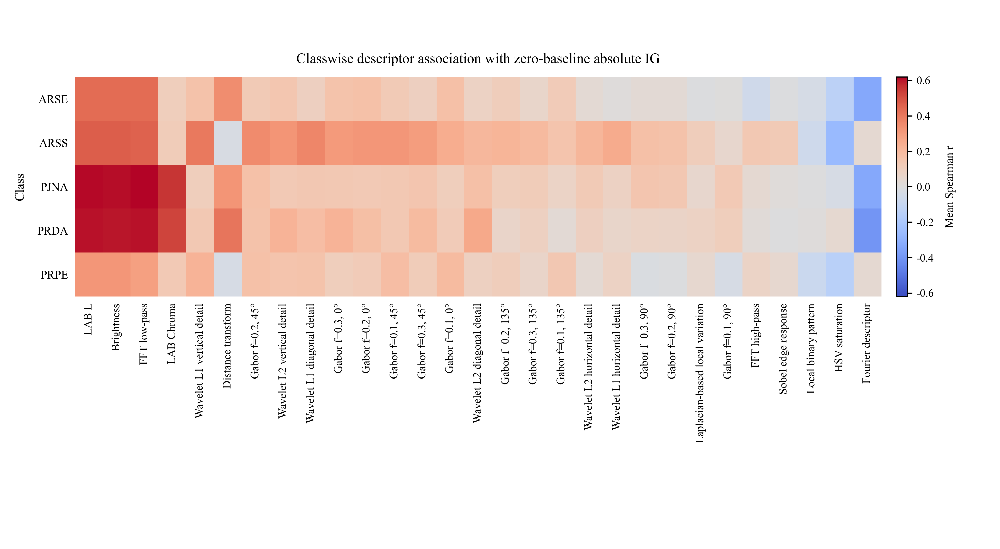 Classwise descriptor association with zero-baseline absolute IG
Class
ARSE
ARSS
PJNA
PRDA
PRPE
LAB L
Brightness
FFT low-pass
LAB Chroma
Wavelet L1 vertical detail
Distance transform
Gabor f=0.2, 45°
Wavelet L2 vertical detail
Wavelet L1 diagonal detail
Gabor f=0.3, 0°
Gabor f=0.2, 0°
Gabor f=0.1, 45°
Gabor f=0.3, 45°
Gabor f=0.1, 0°
Wavelet L2 diagonal detail
Gabor f=0.2, 135°
Gabor f=0.3, 135°
Gabor f=0.1, 135°
Wavelet L2 horizontal detail
Wavelet L1 horizontal detail
Gabor f=0.3, 90°
Gabor f=0.2, 90°
Laplacian-based local variation
Gabor f=0.1, 90°
FFT high-pass
Sobel edge response
Local binary pattern
HSV saturation
Fourier descriptor
0.6
0.4
0.2
0.0
-0.2
-0.4
-0.6
Mean Spearman r